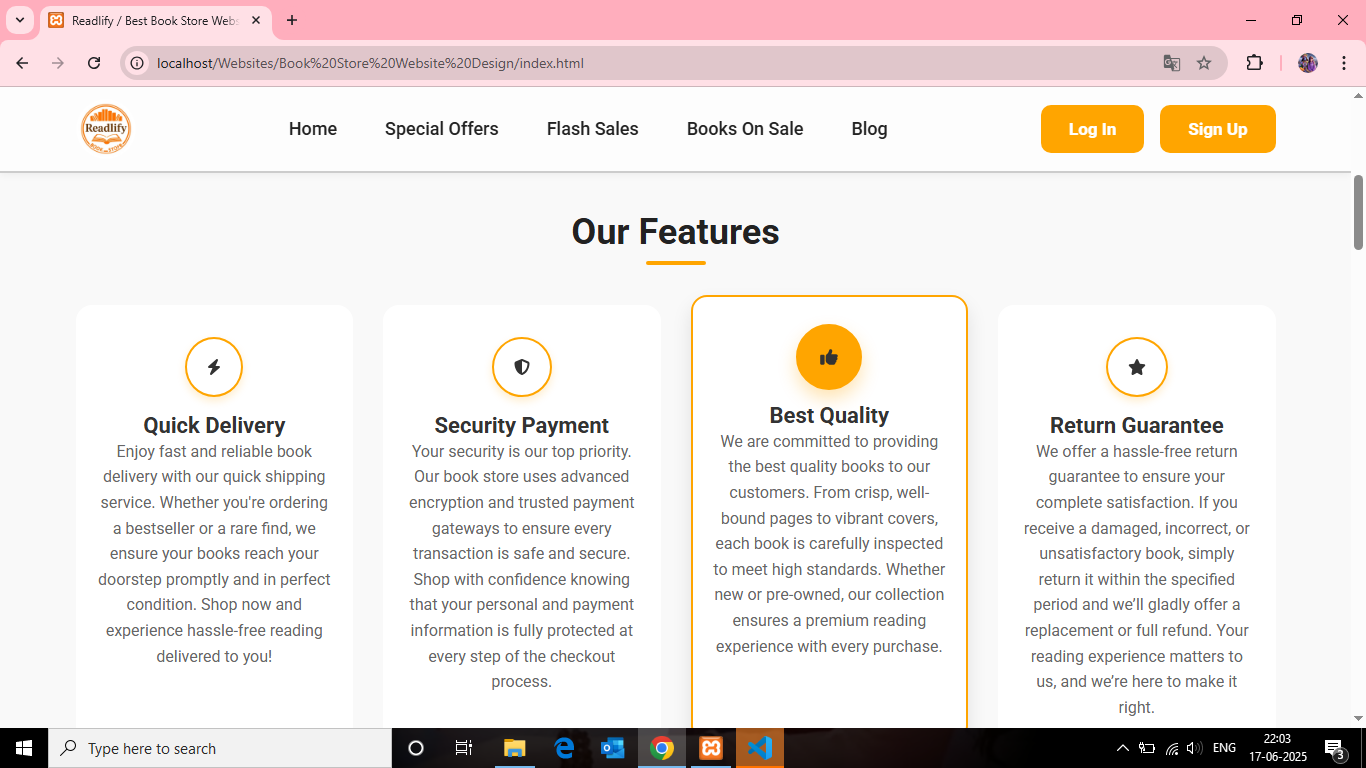 Readlify / Best Book Store Webs
localhost/Websites/Book%20Store%20Website%20Design/index.html
Readlify
BOOK STORE
Home
Special Offers
Flash Sales
Books On Sale
Blog
Log In
Sign Up
Our Features
Quick Delivery
Enjoy fast and reliable book
delivery with our quick shipping
service. Whether you're ordering
a bestseller or a rare find, we
ensure your books reach your
doorstep promptly and in perfect
condition. Shop now and
experience hassle-free reading
delivered to you!
Security Payment
Your security is our top priority.
Our book store uses advanced
encryption and trusted payment
gateways to ensure every
transaction is safe and secure.
Shop with confidence knowing
that your personal and payment
information is fully protected at
every step of the checkout
process.
Best Quality
We are committed to providing
the best quality books to our
customers. From crisp, well-
bound pages to vibrant covers,
each book is carefully inspected
to meet high standards. Whether
new or pre-owned, our collection
ensures a premium reading
experience with every purchase.
Return Guarantee
We offer a hassle-free return
guarantee to ensure your
complete satisfaction. If you
receive a damaged, incorrect, or
unsatisfactory book, simply
return it within the specified
period and we’ll gladly offer a
replacement or full refund. Your
reading experience matters to
us, and we’re here to make it
right.
Type here to search
ENG
22:03
17-06-2025
3